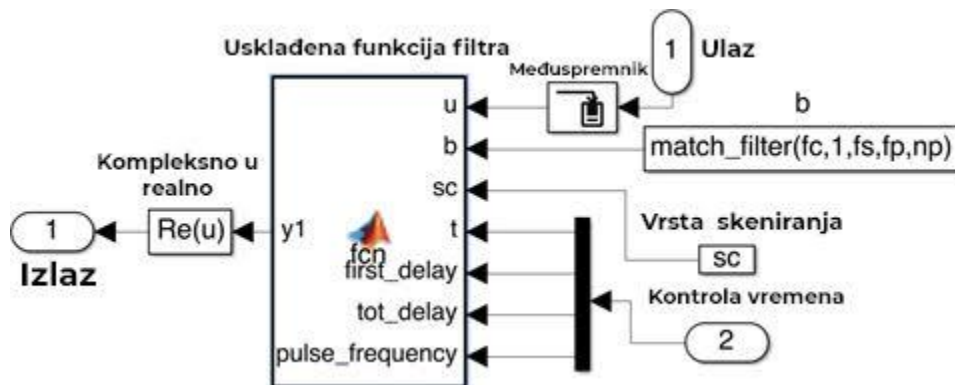 Usklađena funkcija filtra
1
Ulaz
Međuspremnik
u
b
b
match_filter(fc,1,fs,fp,np)
Kompleksno u
realno
sc
1
Re(u)
y1
fcn
t
Vrsta skeniranja
sc
Izlaz
first_delay
Kontrola vremena
tot_delay
2
pulse_frequency